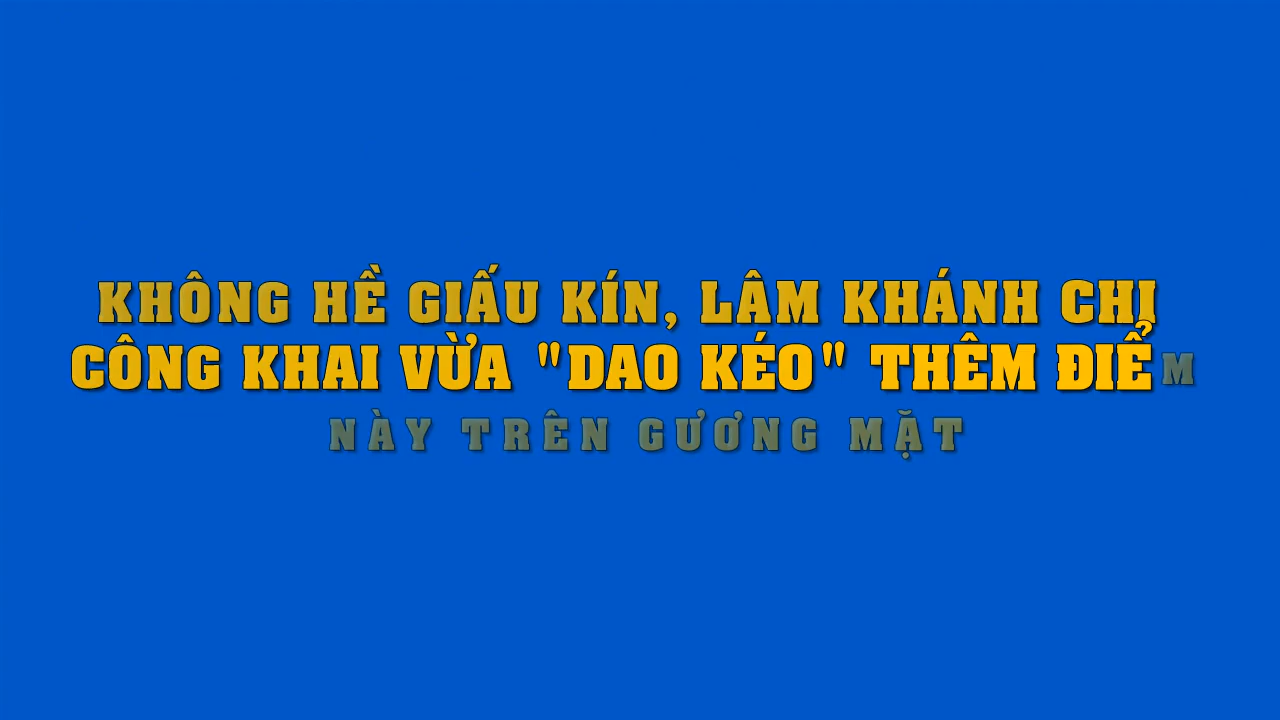 KHÔNG HỀ GIẤU KÍN, LÂM KHÁNH CHI
CÔNG KHAI VỪA "DAO KÉO" THÊM ĐIỂM
NÀY TRÊN GƯƠNG MẶT